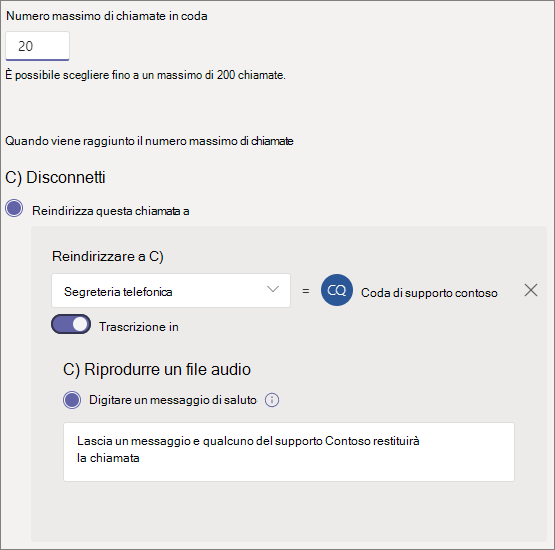 Numero massimo di chiamate in coda
20
È possibile scegliere fino a un massimo di 200 chiamate.
Quando viene raggiunto il numero massimo di chiamate
C) Disconnetti
Reindirizza questa chiamata a
Reindirizzare a C)
Segreteria telefonica = CQ Coda di supporto contoso
Trascrizione in
C) Riprodurre un file audio
Digitare un messaggio di saluto
Lascia un messaggio e qualcuno del supporto Contoso restituirà
la chiamata